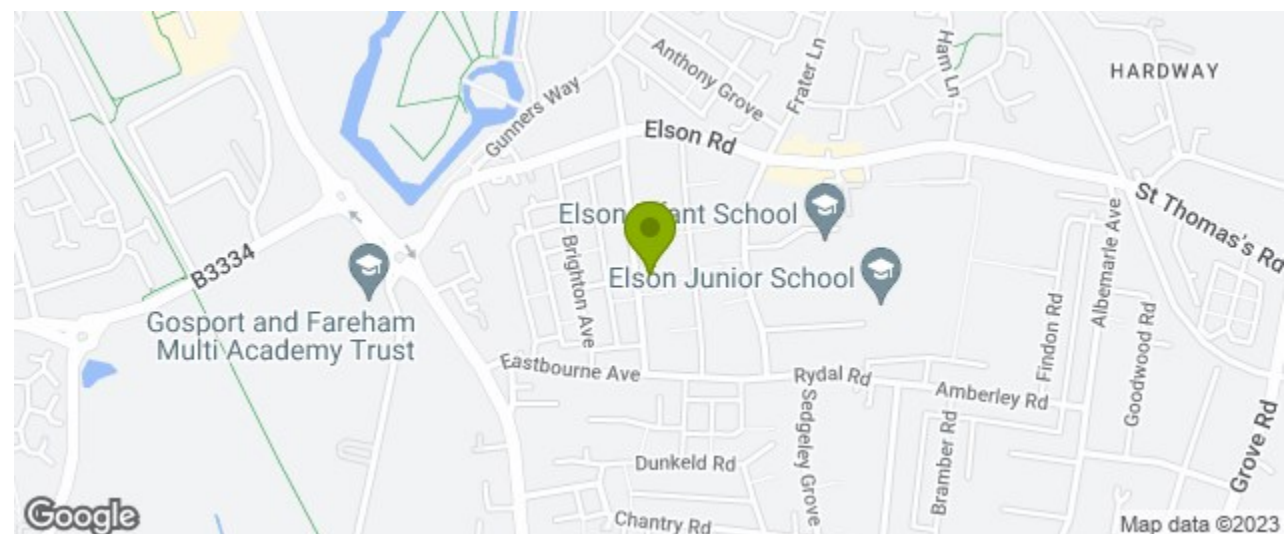 Anthony Grove
Frater Ln
Ham Ln
HARDWAY
Gunners Way
Elson Rd
St Thomas's Rd
Elson Infant School
B3334
Brighton Ave
Elson Junior School
Albemarle Ave
Findon Rd
Goodwood Rd
Gosport and Fareham
Multi Academy Trust
Eastbourne Ave
Rydal Rd
Amberley Rd
Sedgeley Grove
Bramber Rd
Grove Rd
Dunkeld Rd
Chantry Rd
Google
Map data ©2023